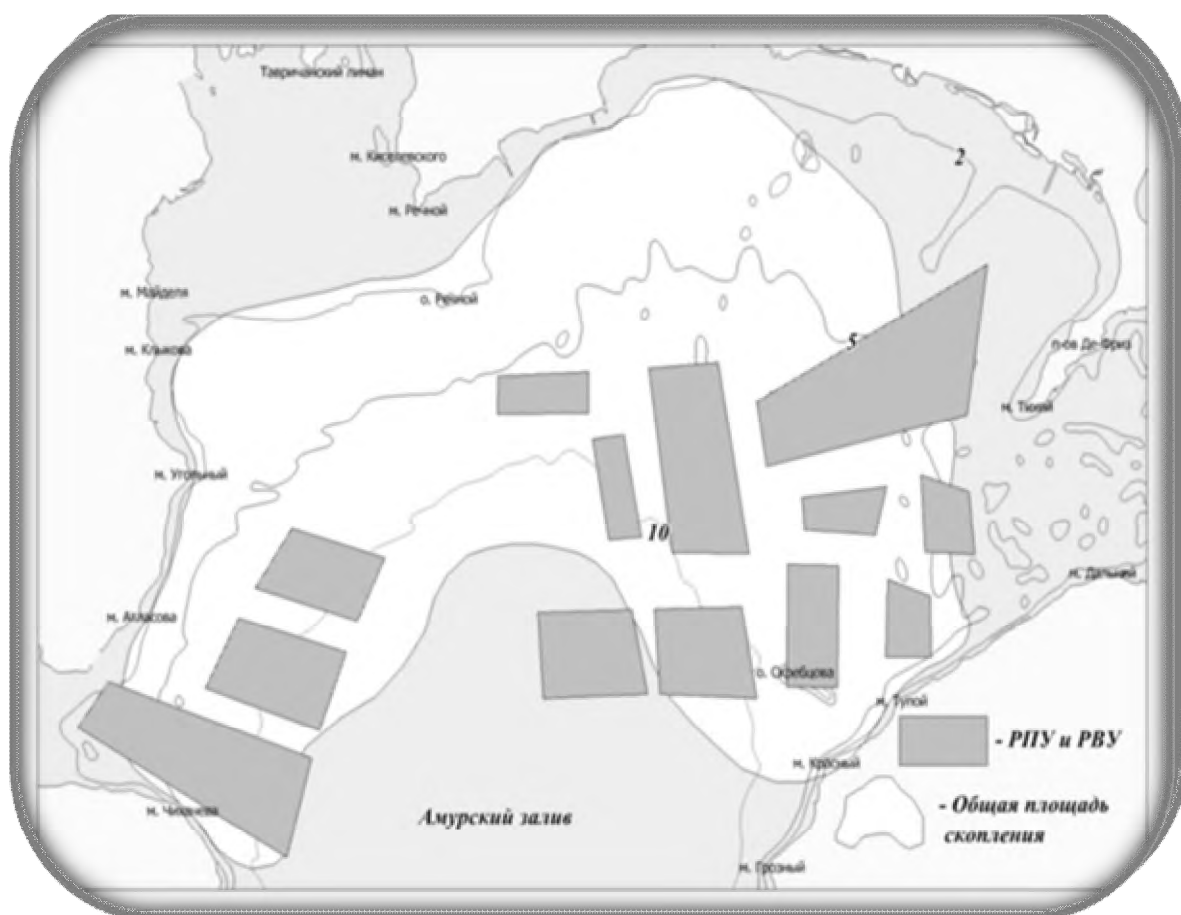 Тавричанский лиман
м. Киселевского
2
м. Речной
м. Майделя
о. Речной
м. Клыкова
5
п-ов Де-Фриз
м. Тихий
м. Угольный
10
м. Дальний
м. Атласова
о. Скребцова
м. Тупой
- РПУ и РВУ
м. Красный
м. Чихачева
Амурский залив
- Общая площадь
скопления
м. Грозный